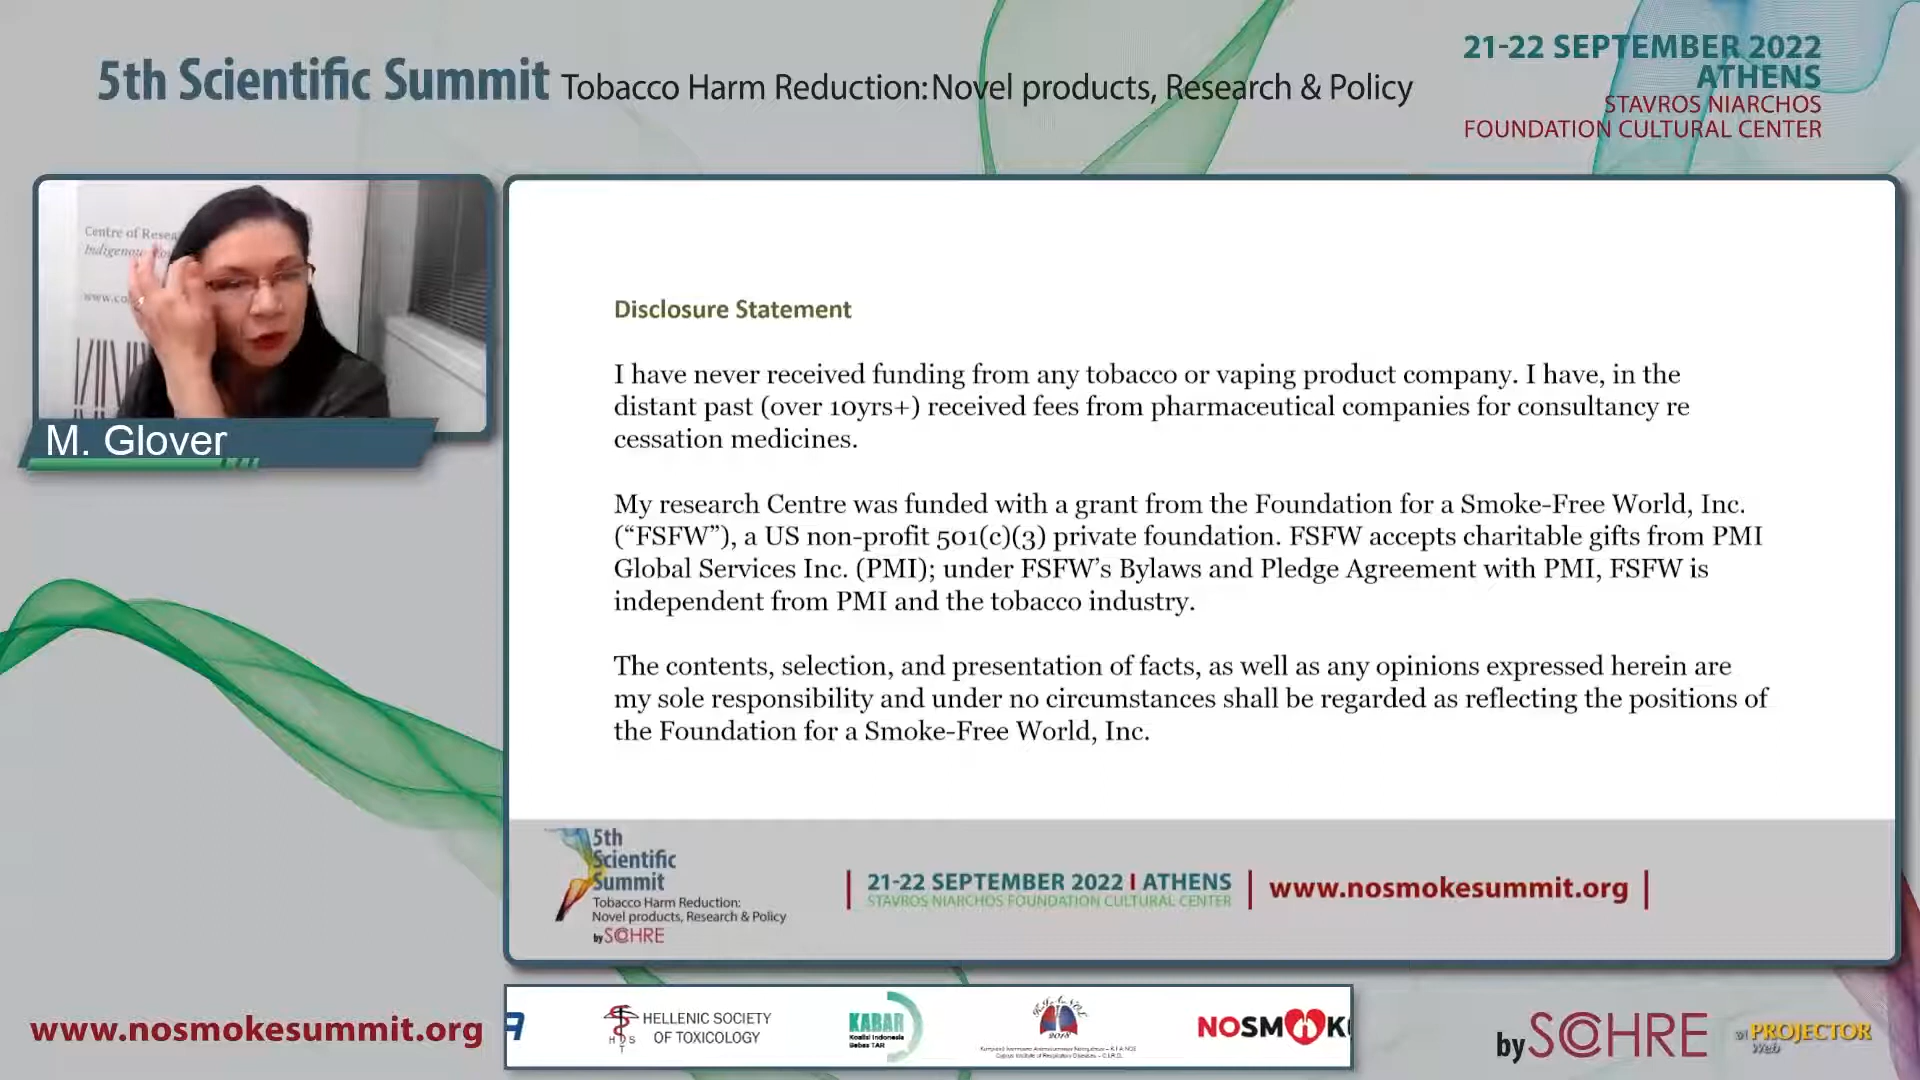 5th Scientific Summit Tobacco Harm Reduction: Novel products, Research & Policy
21-22 SEPTEMBER 2022
ATHENS
STAVROS NIARCHOS
FOUNDATION CULTURAL CENTER
Centre of
M. Glover
Disclosure Statement
I have never received funding from any tobacco or vaping product company. I have, in the
distant past (over 10yrs+) received fees from pharmaceutical companies for consultancy re
cessation medicines.
My research Centre was funded with a grant from the Foundation for a Smoke-Free World, Inc.
(“FSFW”), a US non-profit 501(c)(3) private foundation. FSFW accepts charitable gifts from PMI
Global Services Inc. (PMI); under FSFW’s Bylaws and Pledge Agreement with PMI, FSFW is
independent from PMI and the tobacco industry.
The contents, selection, and presentation of facts, as well as any opinions expressed herein are
my sole responsibility and under no circumstances shall be regarded as reflecting the positions of
the Foundation for a Smoke-Free World, Inc.
5th
Scientific
Summit
Tobacco Harm Reduction:
Novel products, Research & Policy
by SCOHRE
21-22 SEPTEMBER 2022 | ATHENS
STAVROS NIARCHOS FOUNDATION CULTURAL CENTER
www.nosmokesummit.org
www.nosmokesummit.org
HELLENIC SOCIETY
OF TOXICOLOGY
KABAR
Koalisi Indonesia
Bebas TAR
2018
NOSMOK
by SCOHRE
PROJECTOR
Web